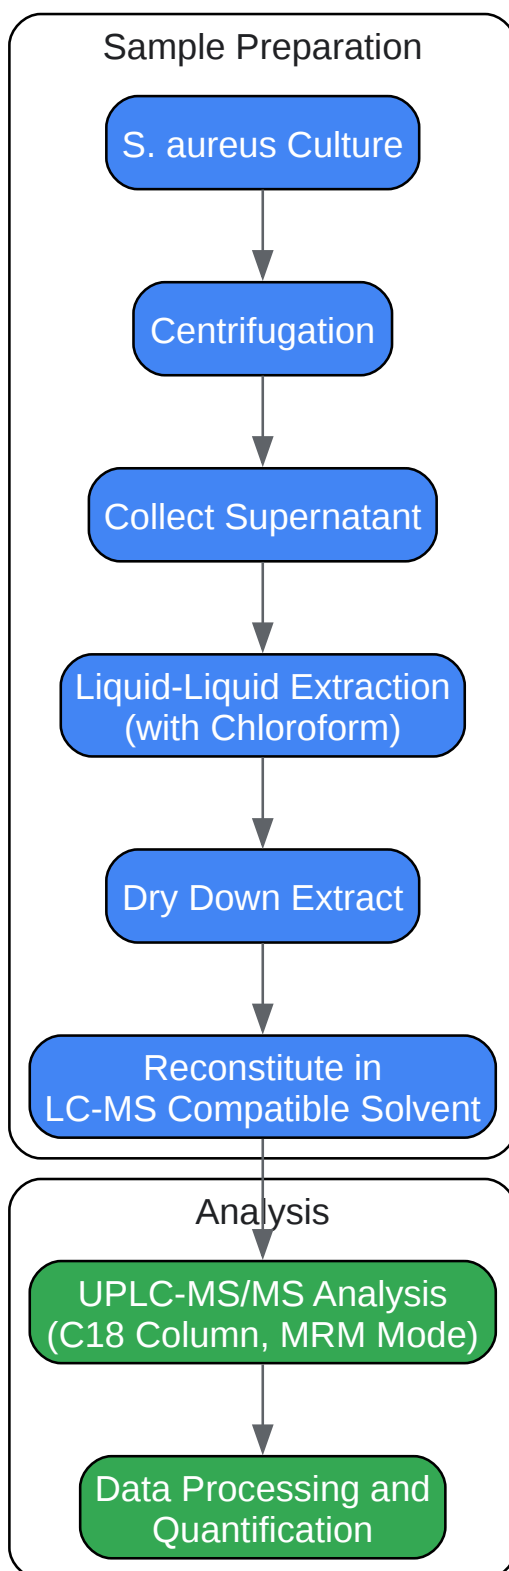 Sample Preparation
S. aureus Culture
Centrifugation
Collect Supernatant
Liquid-Liquid Extraction
(with Chloroform)
Dry Down Extract
Reconstitute in
LC-MS Compatible Solvent
Analysis
UPLC-MS/MS Analysis
(C18 Column, MRM Mode)
Data Processing and
Quantification